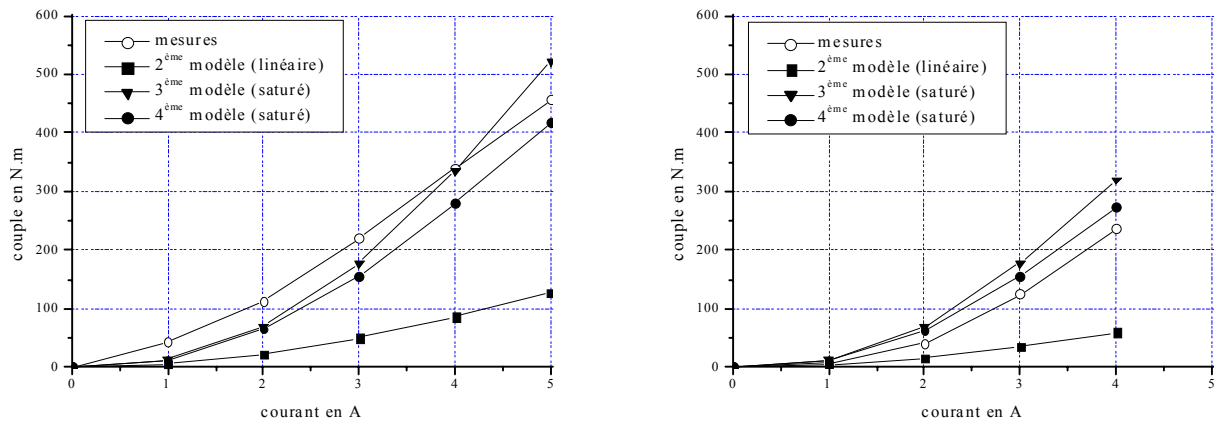 600
500
400
300
200
100
0
couple en N.m
mesures
2ème modèle (linéaire)
3ème modèle (saturé)
4ème modèle (saturé)
0 1 2 3 4 5
courant en A
600
500
400
300
200
100
0
couple en N.m
mesures
2ème modèle (linéaire)
3ème modèle (saturé)
4ème modèle (saturé)
0 1 2 3 4 5
courant en A